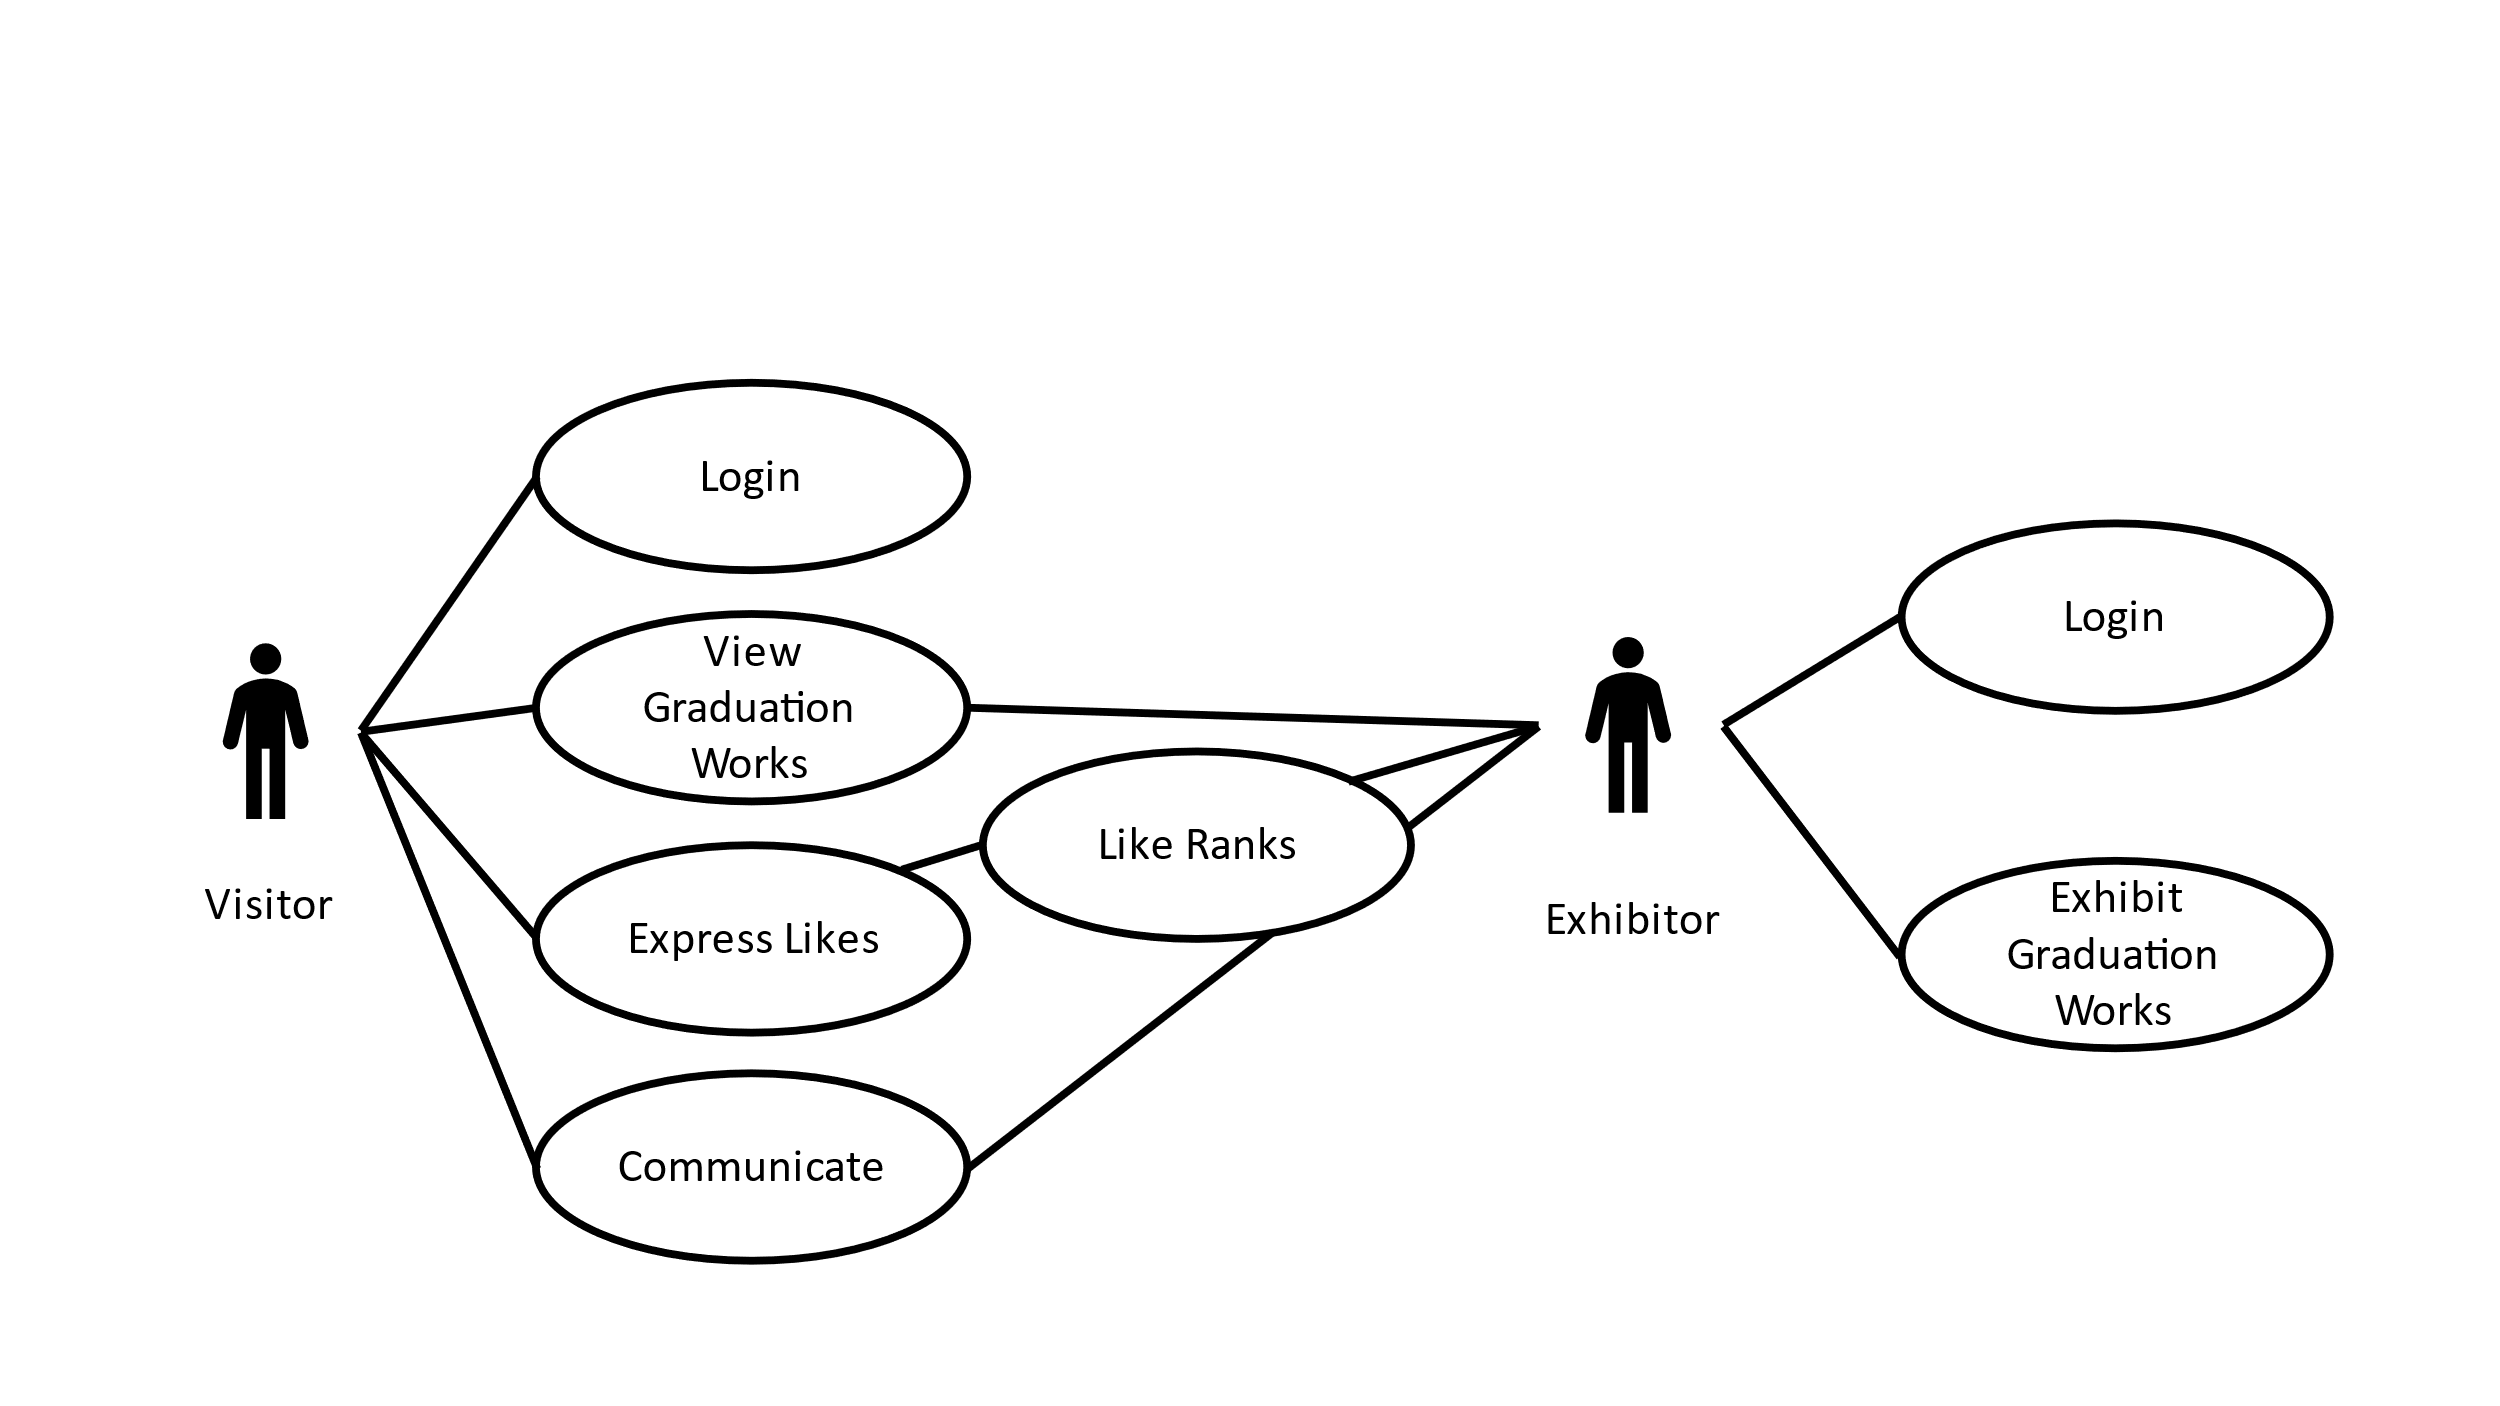 Login
View
Graduation
Works
Visitor
Express Likes
Like Ranks
Communicate
Exhibitor
Login
Exhibit
Graduation
Works